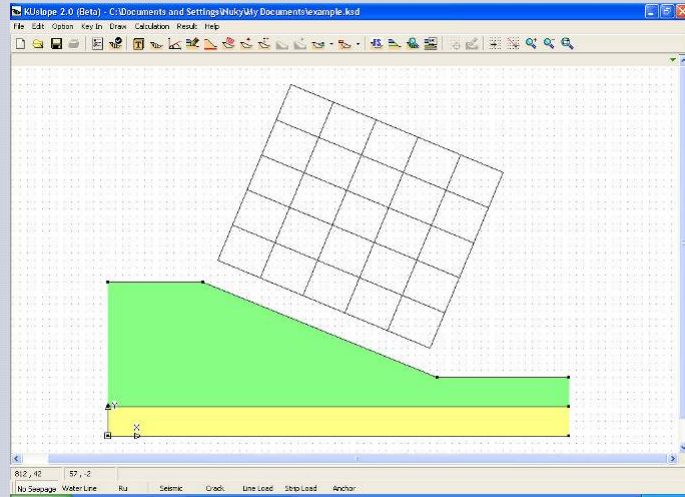 KUslope 2.0 (Beta) - C:\Documents and Settings\Nuky\My Documents\example.ksd
File Edit Option Key In Draw Calculation Result Help
Y
X
812,42 57,-2
No Seepage Water Line Ru Seismic Crack Line Load Strip Load Anchor